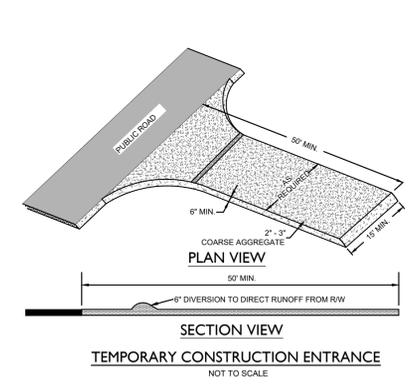 PUBLIC ROAD
50' MIN.
AS
REQUIRED
6" MIN.
15' MIN.
2" - 3"
COARSE AGGREGATE
PLAN VIEW
50' MIN.
6" DIVERSION TO DIRECT RUNOFF FROM R/W
SECTION VIEW
TEMPORARY CONSTRUCTION ENTRANCE
NOT TO SCALE